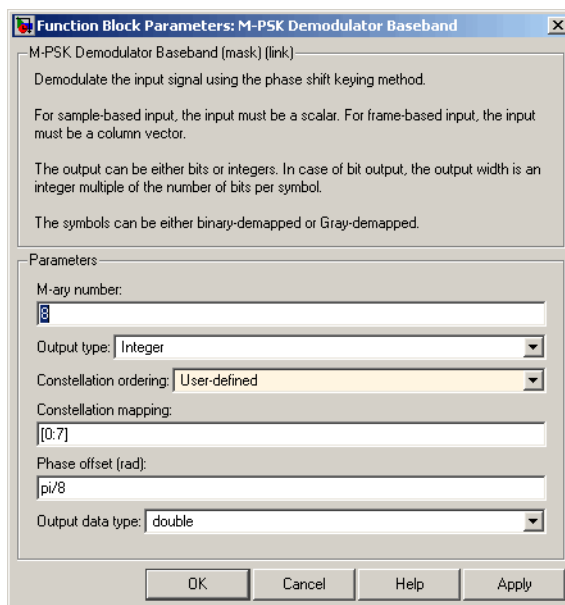 Function Block Parameters: M-PSK Demodulator Baseband
M-PSK Demodulator Baseband (mask) (link)
Demodulate the input signal using the phase shift keying method.
For sample-based input, the input must be a scalar. For frame-based input, the input
must be a column vector.
The output can be either bits or integers. In case of bit output, the output width is an
integer multiple of the number of bits per symbol.
The symbols can be either binary-demapped or Gray-demapped.
Parameters
M-ary number:
8
Output type: Integer
Constellation ordering: User-defined
Constellation mapping:
[0:7]
Phase offset (rad):
pi/8
Output data type: double
OK Cancel Help Apply